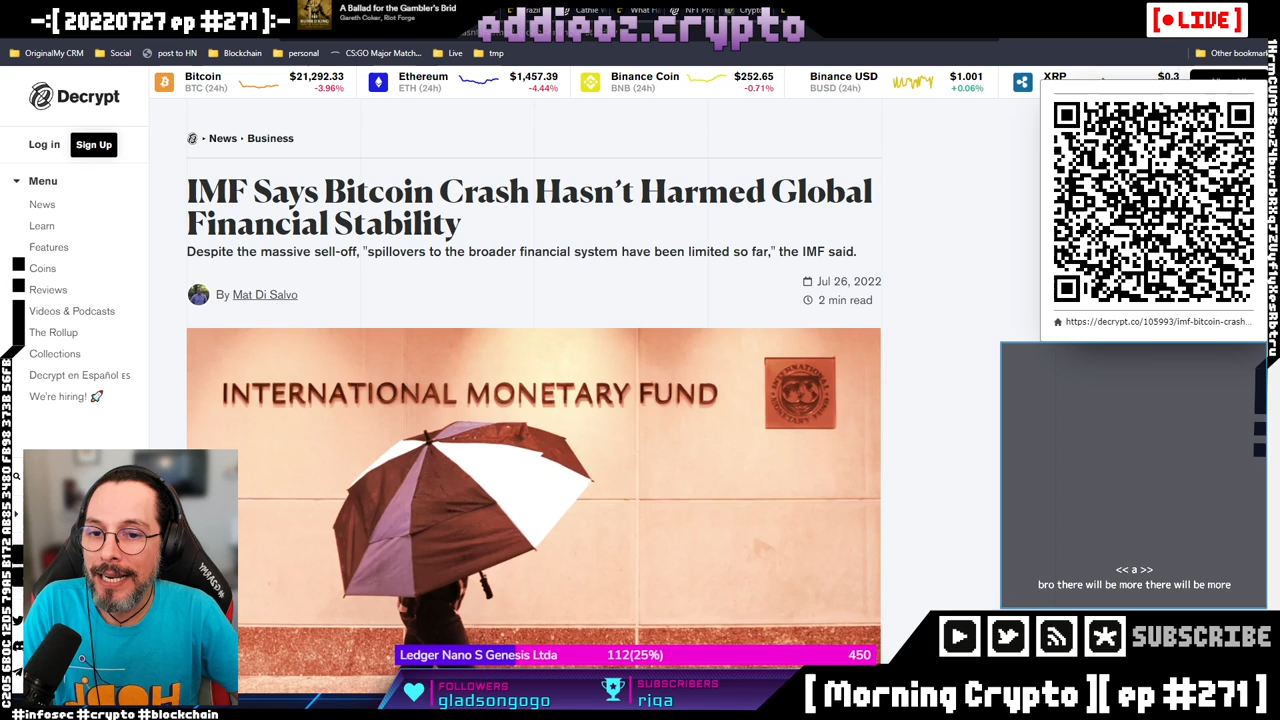 -:[ 20220727 ep #271 ]:-
A Ballad for the Gambler's Brid
Gareth Coker, Riot Forge
eddieoz.crypto
[● LIVE]
OriginalMy CRM
Social
post to HN
Blockchain
personal
CS:GO Major Match...
Live
tmp
Other bookmar
Decrypt
Bitcoin
BTC (24h)
$21,292.33
-3.96%
Ethereum
ETH (24h)
$1,457.39
-4.44%
Binance Coin
BNB (24h)
$252.65
-0.71%
Binance USD
BUSD (24h)
$1.001
+0.06%
XRP
$0.3
Log in
Sign Up
Menu
News
Learn
Features
Coins
Reviews
Videos & Podcasts
The Rollup
Collections
Decrypt en Español ES
We're hiring! 🚀
News · Business
IMF Says Bitcoin Crash Hasn't Harmed Global
Financial Stability
Despite the massive sell-off, "spillovers to the broader financial system have been limited so far," the IMF said.
By Mat Di Salvo
Jul 26, 2022
2 min read
INTERNATIONAL MONETARY FUND
https://decrypt.co/105993/imf-bitcoin-crash...
<< a >>
bro there will be more there will be more
Ledger Nano S Genesis Ltda
112(25%)
450
FOLLOWERS
gladsongogo
SUBSCRIBERS
riga
SUBSCRIBE
[ Morning Crypto ][ ep #271 ]
#infosec #crypto #blockchain